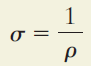 σ = 1/ρ